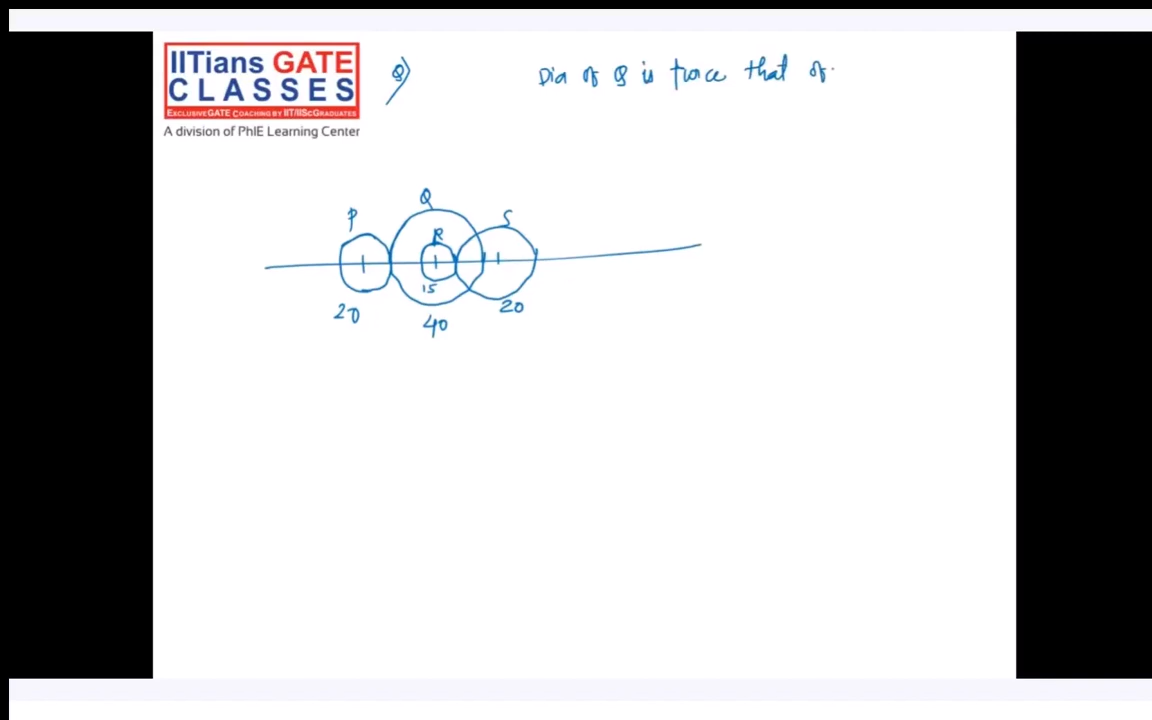 IITians GATE
CLASSES
EXCLUSIVE GATE COACHING BY IIT/IISC GRADUATES
A division of PhIE Learning Center
Q) Dia of Q is twice that of
P Q R S
15
20 40 20